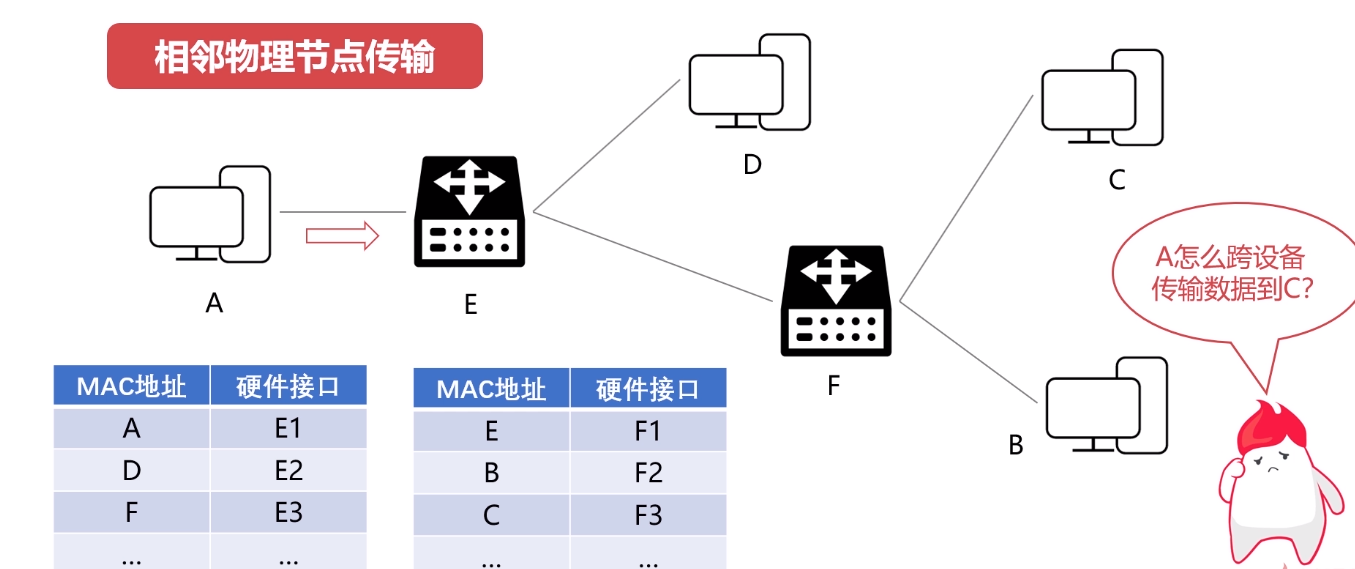 相邻物理节点传输
D
C
A
E
A怎么跨设备
传输数据到C?
F
B
MAC地址 硬件接口
A E1
D E2
F E3
... ...
MAC地址 硬件接口
E F1
B F2
C F3
... ...